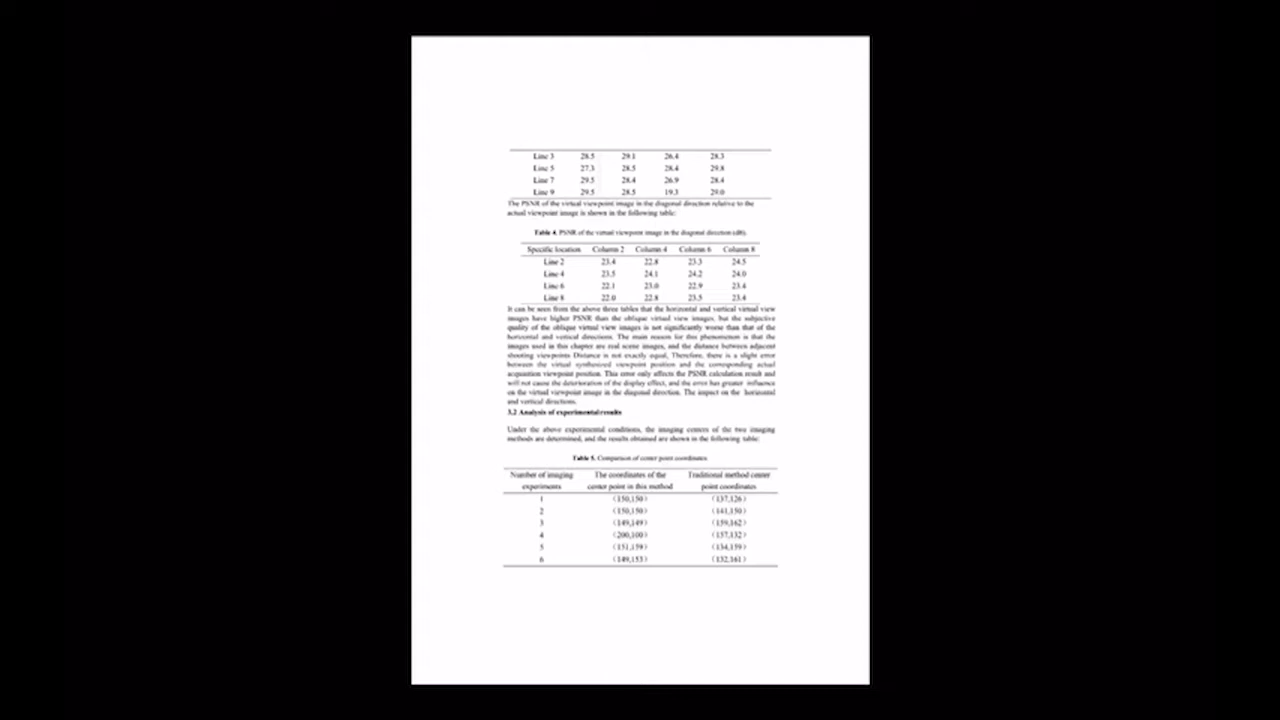 Line 3 28.5 29.1 26.4 28.3
Line 5 27.3 28.5 28.4 29.8
Line 7 29.5 28.4 26.9 28.4
Line 9 29.5 28.5 19.3 29.0
The PSNR of the virtual viewpoint image in the diagonal direction relative to the
actual viewpoint image is shown in the following table:
Table 4. PSNR of the virtual viewpoint image in the diagonal direction (db).
Specific location Column 2 Column 4 Column 6 Column 8
Line 2 23.4 22.8 23.3 24.5
Line 4 23.5 24.1 24.2 24.0
Line 6 22.1 23.0 22.9 23.4
Line 8 22.0 22.8 23.5 23.4
It can be seen from the above three tables that the horizontal and vertical virtual view
images have higher PSNR than the oblique virtual view images, but the subjective
quality of the oblique virtual view images is not significantly worse than that of the
horizontal and vertical directions. The main reason for this phenomenon is that the
images used in this chapter are real scene images, and the distance between adjacent
shooting viewpoints Distance is not exactly equal, Therefore, there is a slight error
between the virtual synthesized viewpoint position and the corresponding actual
acquisition viewpoint position. This error only affects the PSNR calculation result and
will not cause the deterioration of the display effect, and the error has greater influence
on the virtual viewpoint image in the diagonal direction. The impact on the horizontal
and vertical directions.
3.2 Analysis of experimental results
Under the above experimental conditions, the imaging centers of the two imaging
methods are determined, and the results obtained are shown in the following table:
Table 5. Comparison of center point coordinates
Number of imaging The coordinates of the Traditional method center
experiments center point in this method point coordinates
1 (150,150) (137,126)
2 (150,150) (141,150)
3 (149,149) (159,162)
4 (200,100) (157,132)
5 (151,159) (134,159)
6 (149,153) (132,161)